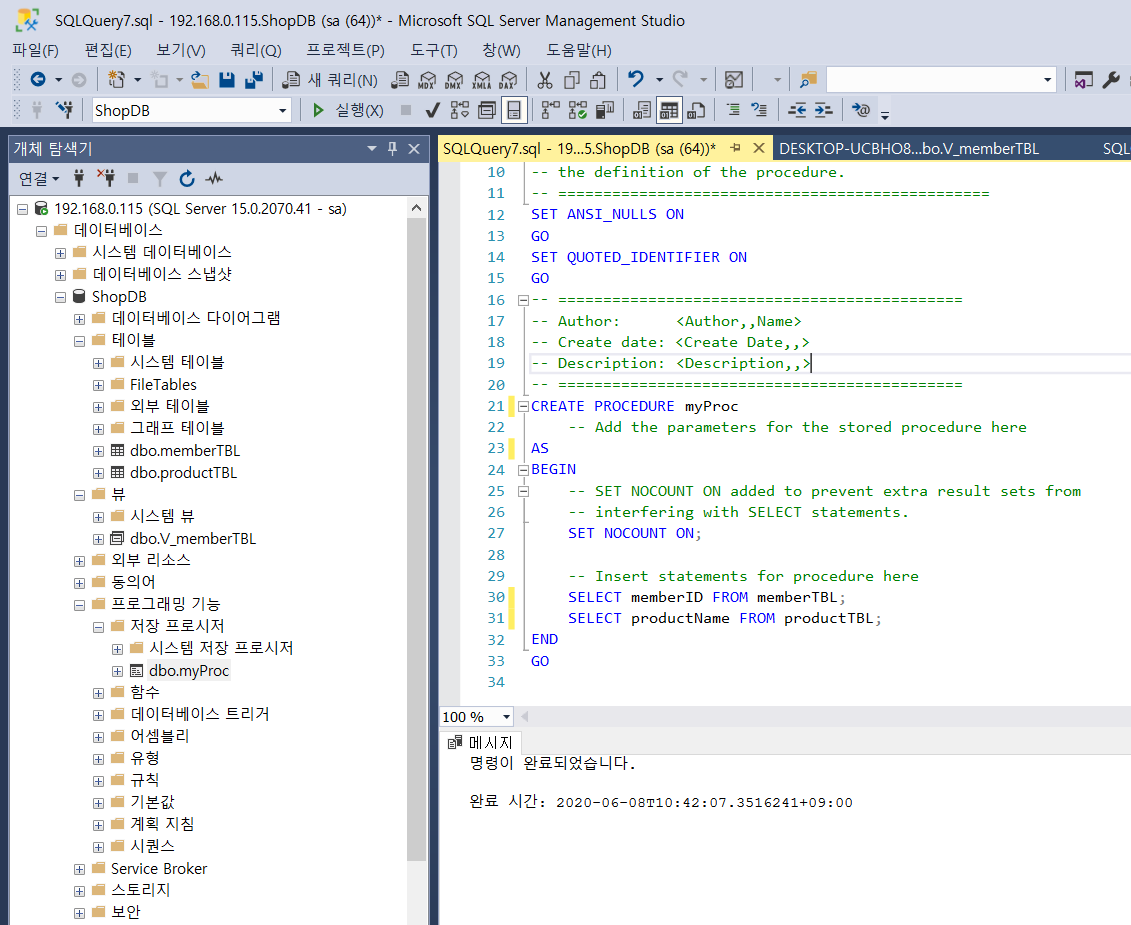 SQLQuery7.sql - 192.168.0.115.ShopDB (sa (64))* - Microsoft SQL Server Management Studio
파일(F) 편집(E) 보기(V) 쿼리(Q) 프로젝트(P) 도구(T) 창(W) 도움말(H)
새 쿼리(N) MDX DMX XMLA DAX
ShopDB 실행(X)
개체 탐색기
연결
192.168.0.115 (SQL Server 15.0.2070.41 - sa)
데이터베이스
시스템 데이터베이스
데이터베이스 스냅샷
ShopDB
데이터베이스 다이어그램
테이블
시스템 테이블
FileTables
외부 테이블
그래프 테이블
dbo.memberTBL
dbo.productTBL
뷰
시스템 뷰
dbo.V_memberTBL
외부 리소스
동의어
프로그래밍 기능
저장 프로시저
시스템 저장 프로시저
dbo.myProc
함수
데이터베이스 트리거
어셈블리
유형
규칙
기본값
계획 지침
시퀀스
Service Broker
스토리지
보안
SQLQuery7.sql - 19...5.ShopDB (sa (64))* DESKTOP-UCBHO8...bo.V_memberTBL SQL
10 -- the definition of the procedure.
11 -- ================================================
12 SET ANSI_NULLS ON
13 GO
14 SET QUOTED_IDENTIFIER ON
15 GO
16 -- =============================================
17 -- Author:      <Author,,Name>
18 -- Create date: <Create Date,,>
19 -- Description: <Description,,>
20 -- =============================================
21 CREATE PROCEDURE myProc
22 -- Add the parameters for the stored procedure here
23 AS
24 BEGIN
25 -- SET NOCOUNT ON added to prevent extra result sets from
26 -- interfering with SELECT statements.
27 SET NOCOUNT ON;
28
29 -- Insert statements for procedure here
30 SELECT memberID FROM memberTBL;
31 SELECT productName FROM productTBL;
32 END
33 GO
34
100 %
메시지
명령이 완료되었습니다.
완료 시간: 2020-06-08T10:42:07.3516241+09:00